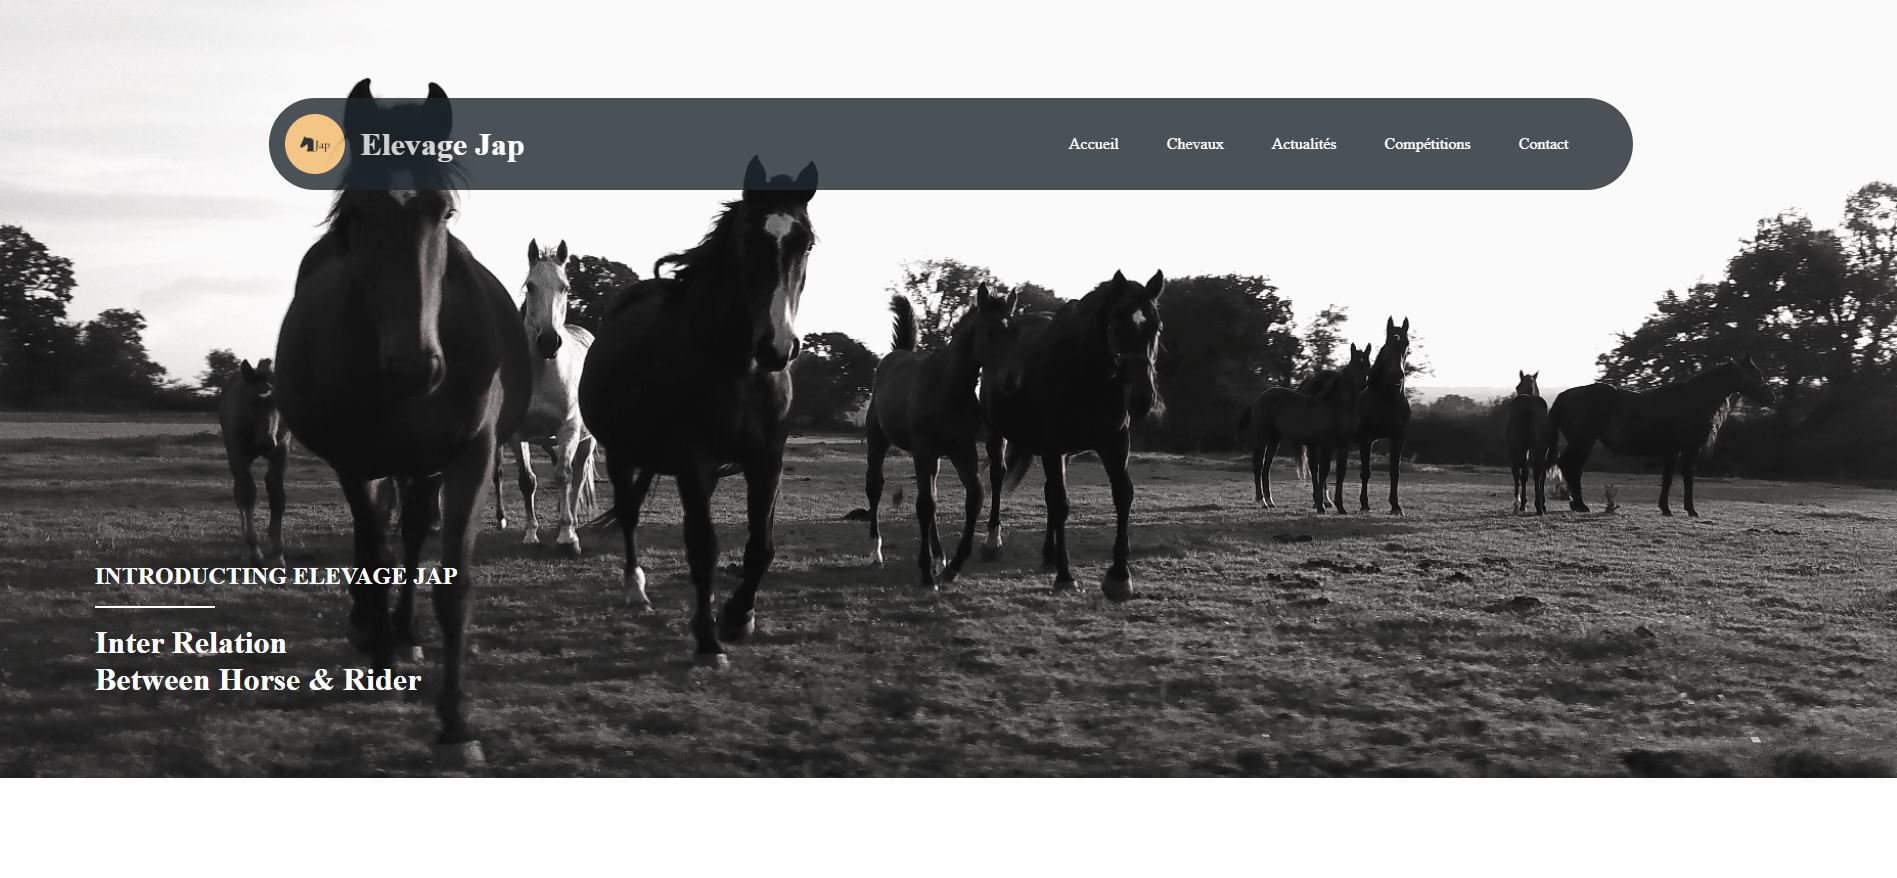 Jap
Elevage Jap
Accueil
Chevaux
Actualités
Compétitions
Contact
INTRODUCTING ELEVAGE JAP
Inter Relation
Between Horse & Rider